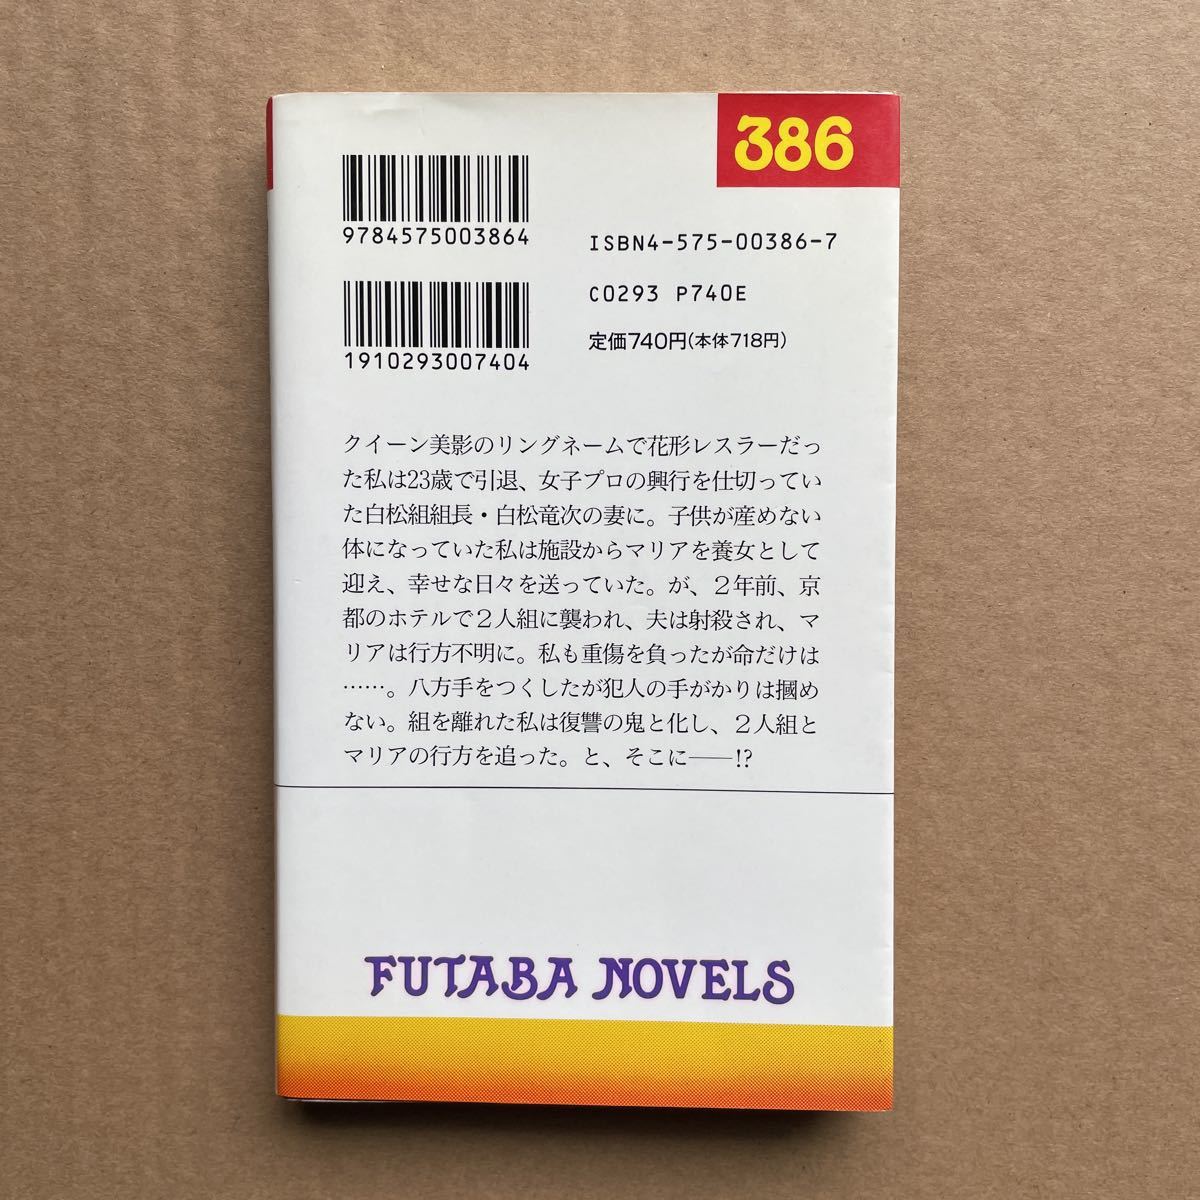 386
9784575003864
ISBN4-575-00386-7
1910293007404
C0293 P740E
定価740円(本体718円)
クイーン美影のリングネームで花形レスラーだっ
た私は23歳で引退、女子プロの興行を仕切ってい
た白松組組長・白松竜次の妻に。子供が産めない
体になっていた私は施設からマリアを養女として
迎え、幸せな日々を送っていた。が、2年前、京
都のホテルで2人組に襲われ、夫は射殺され、マ
リアは行方不明に。私も重傷を負ったが命だけは
……。八方手をつくしたが犯人の手がかりは摑め
ない。組を離れた私は復讐の鬼と化し、2人組と
マリアの行方を追った。と、そこに――!?
FUTABA NOVELS